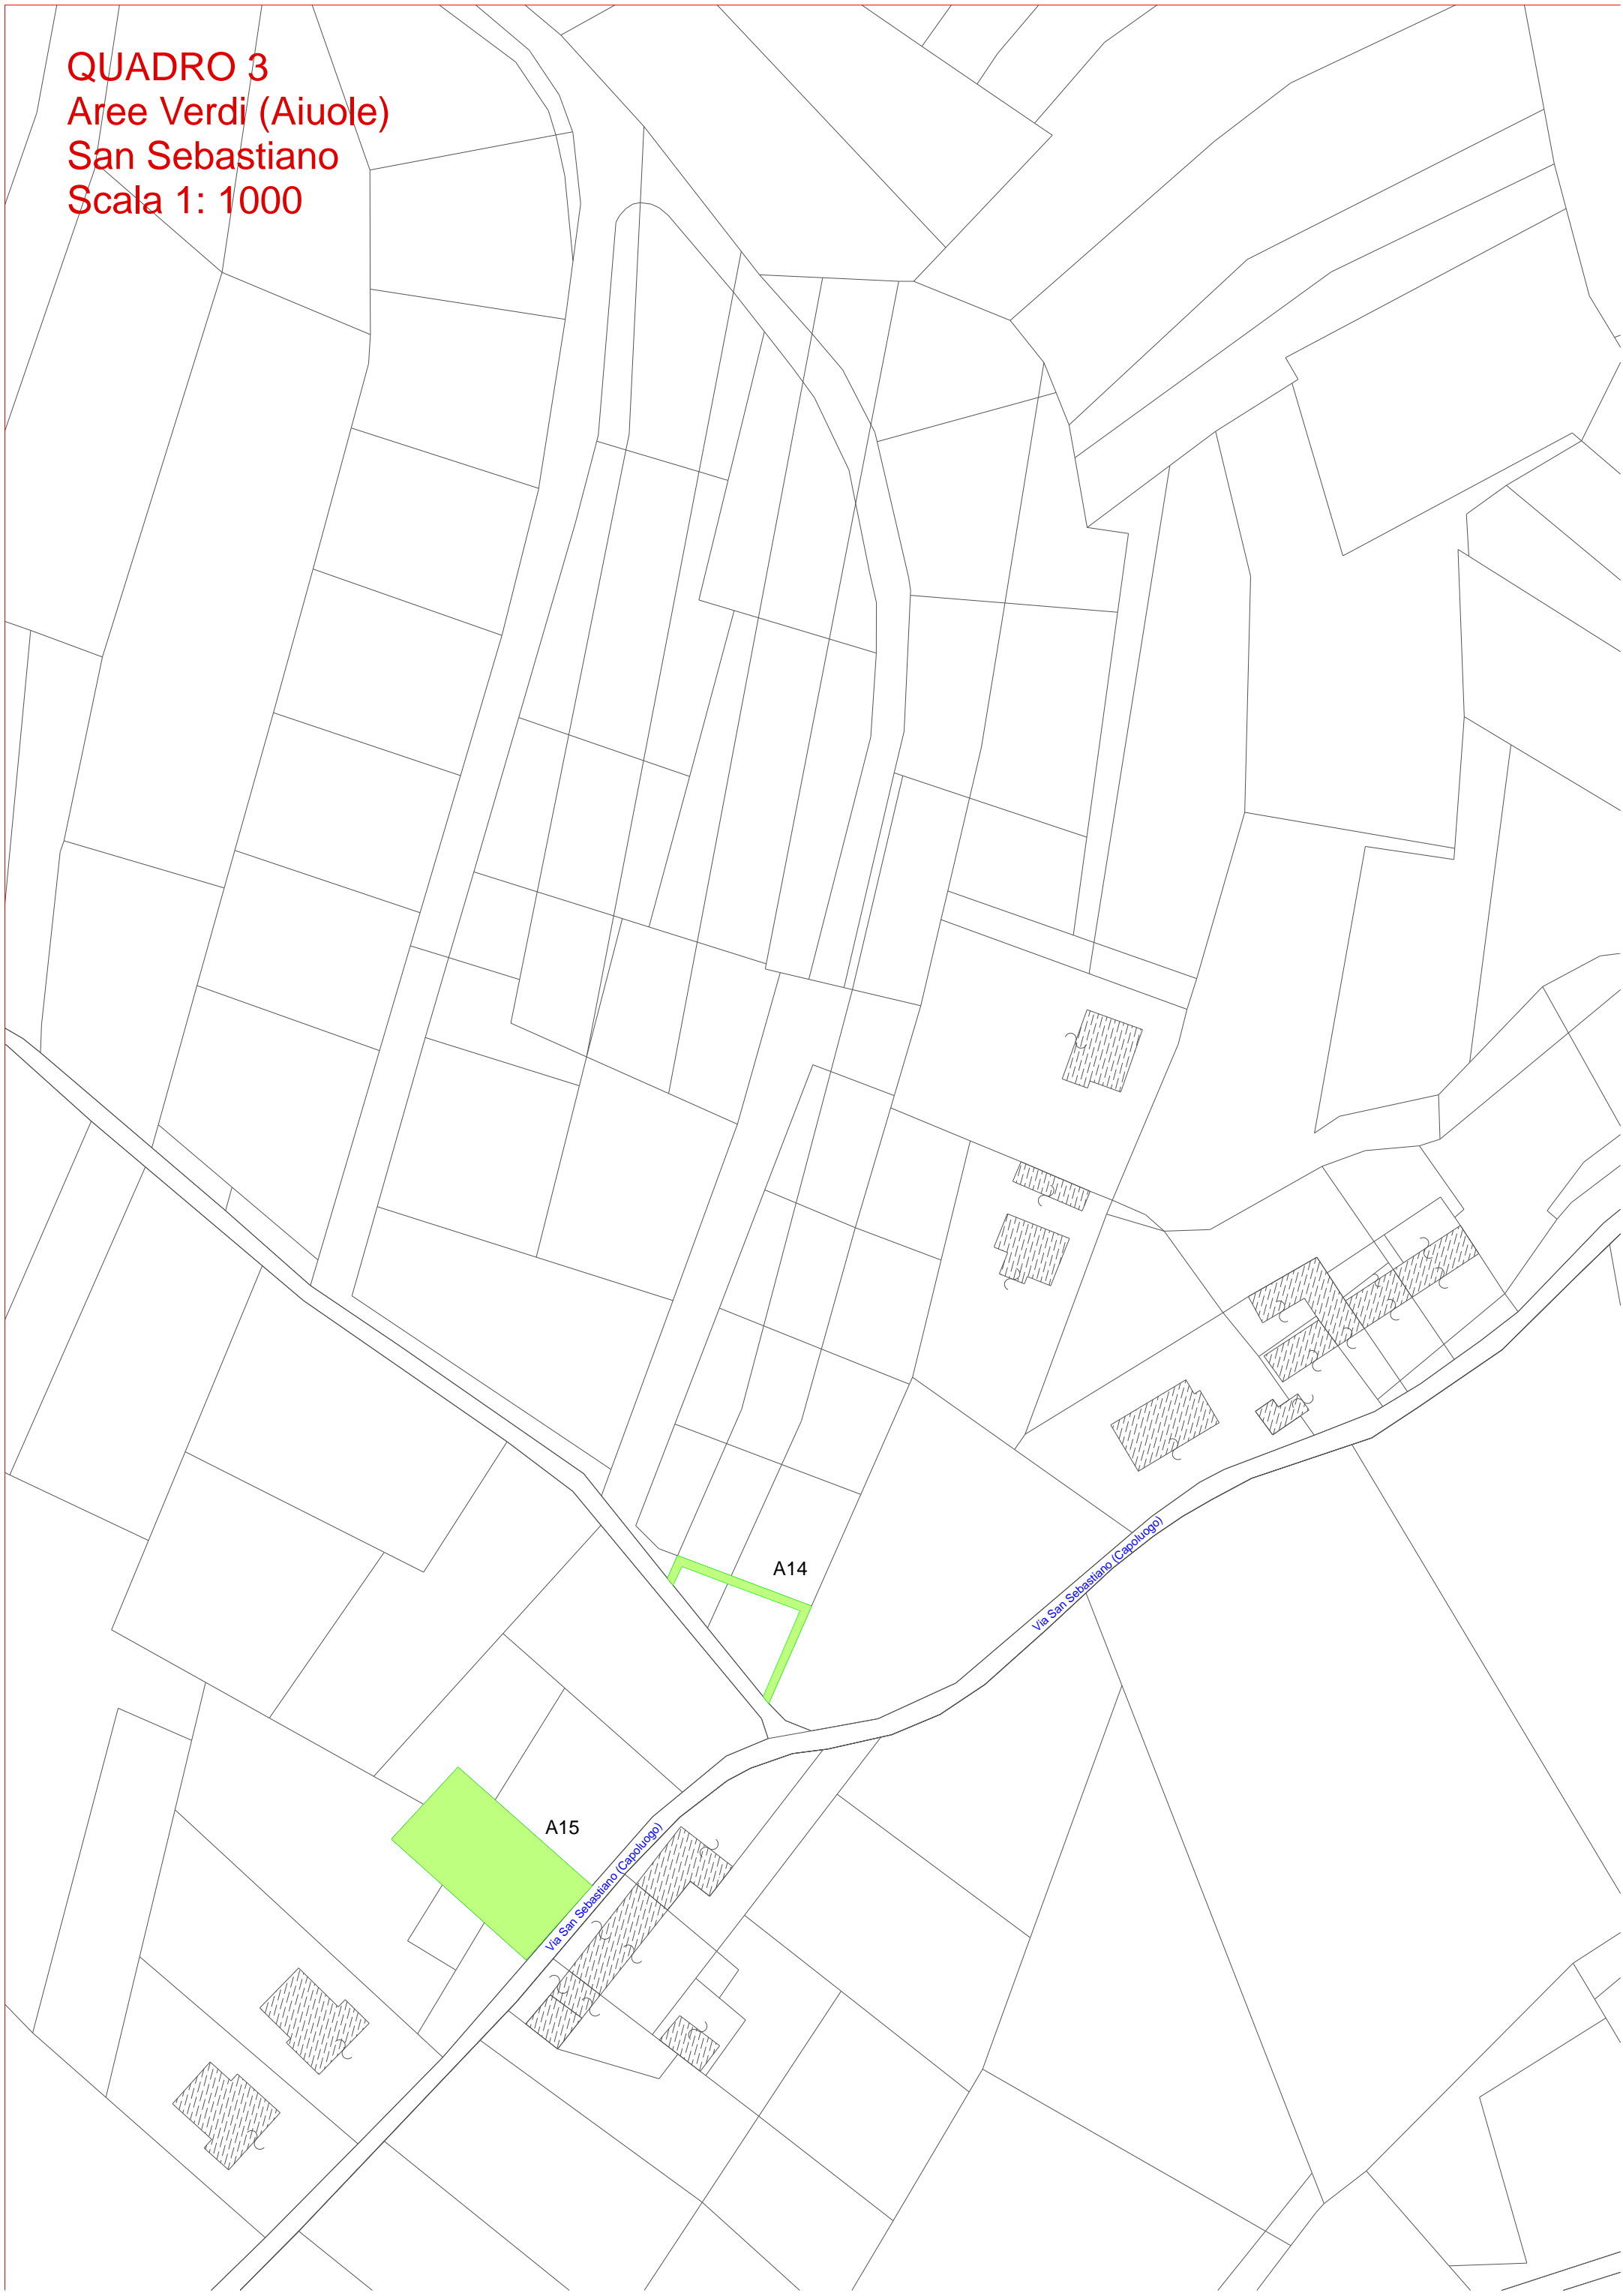 QUADRO 3
Aree Verdi (Aiuole)
San Sebastiano
Scala 1: 1000
A14
Via San Sebastiano (Capoluogo)
A15
Via San Sebastiano (Capoluogo)